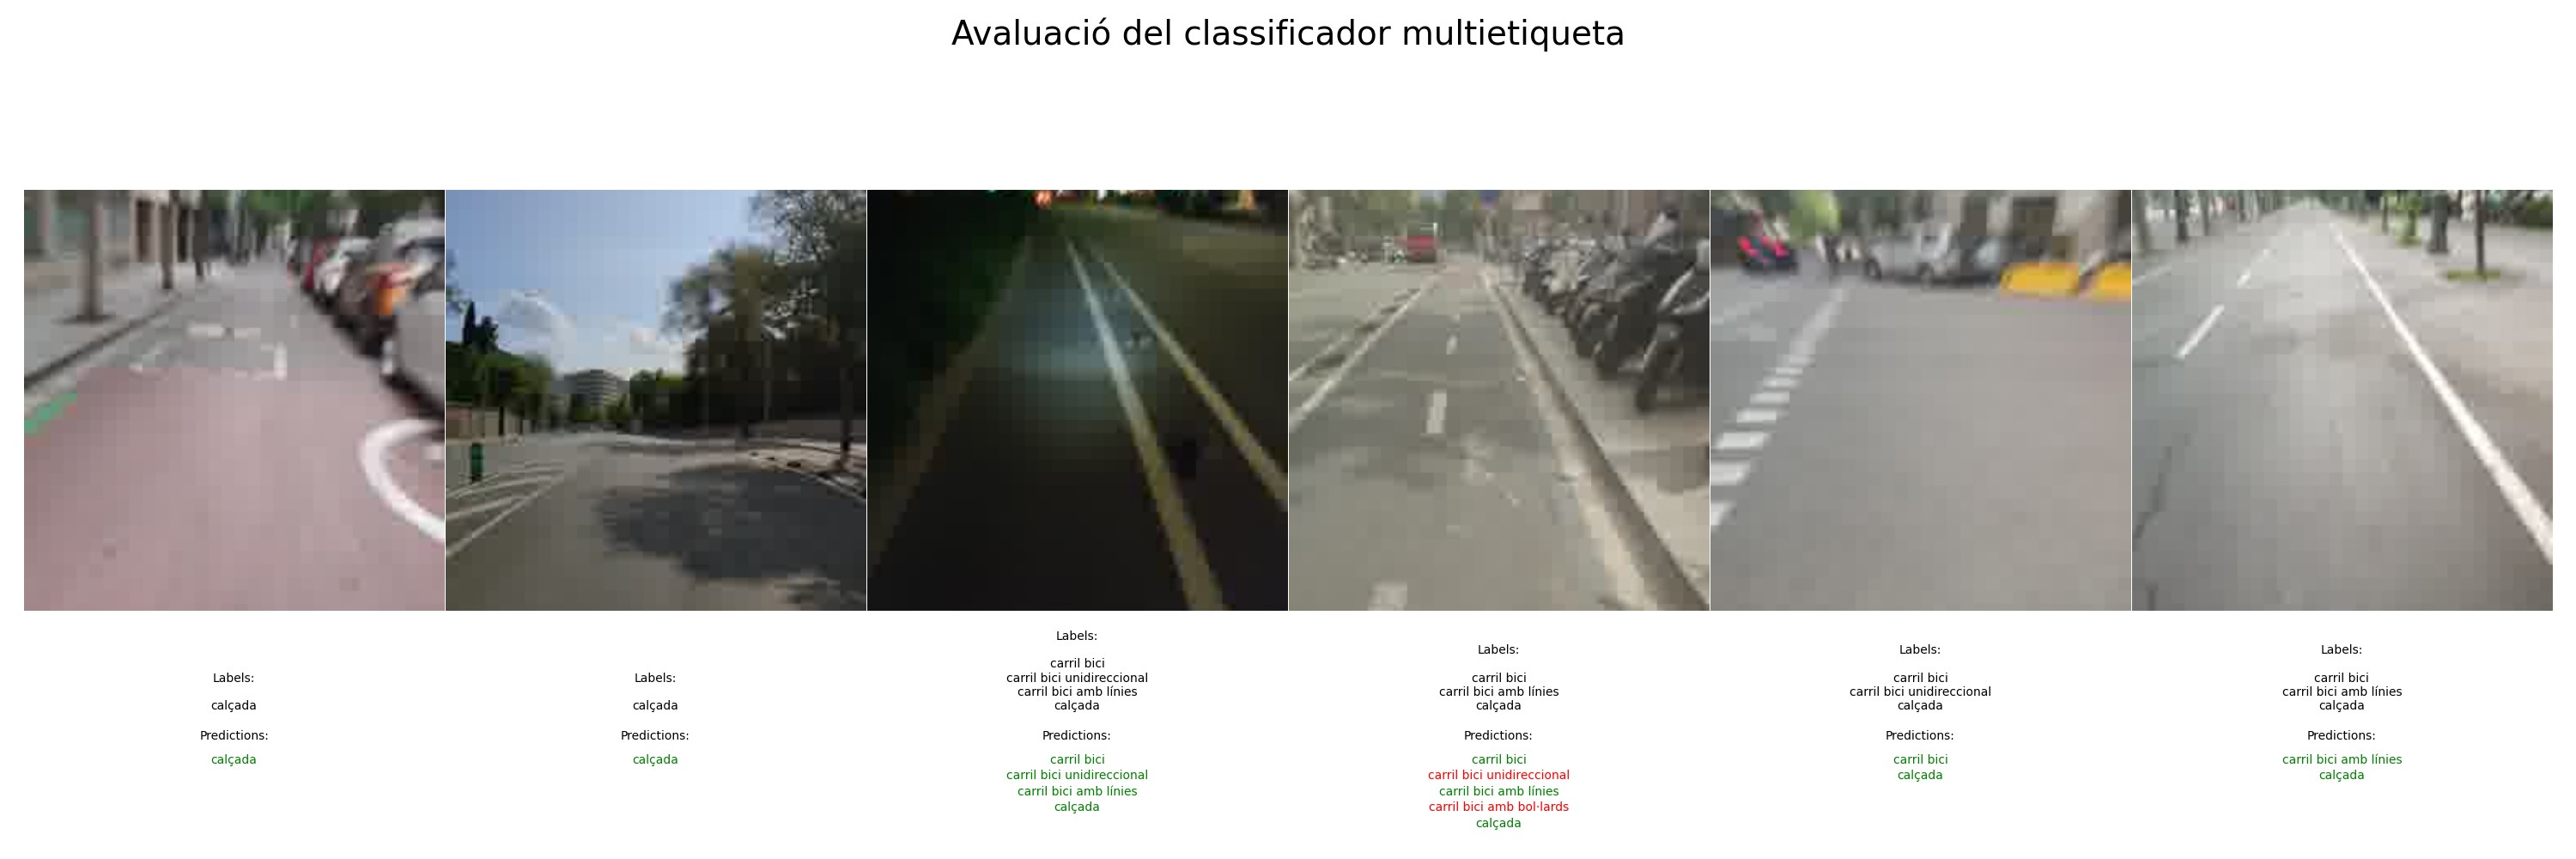 Avaluació del classificador multietiqueta
Labels:
calçada
Predictions:
calçada
Labels:
calçada
Predictions:
calçada
Labels:
carril bici
carril bici unidireccional
carril bici amb línies
calçada
Predictions:
carril bici
carril bici unidireccional
carril bici amb línies
calçada
Labels:
carril bici
carril bici amb línies
calçada
Predictions:
carril bici
carril bici unidireccional
carril bici amb línies
carril bici amb bol·lards
calçada
Labels:
carril bici
carril bici unidireccional
calçada
Predictions:
carril bici
calçada
Labels:
carril bici
carril bici amb línies
calçada
Predictions:
carril bici amb línies
calçada